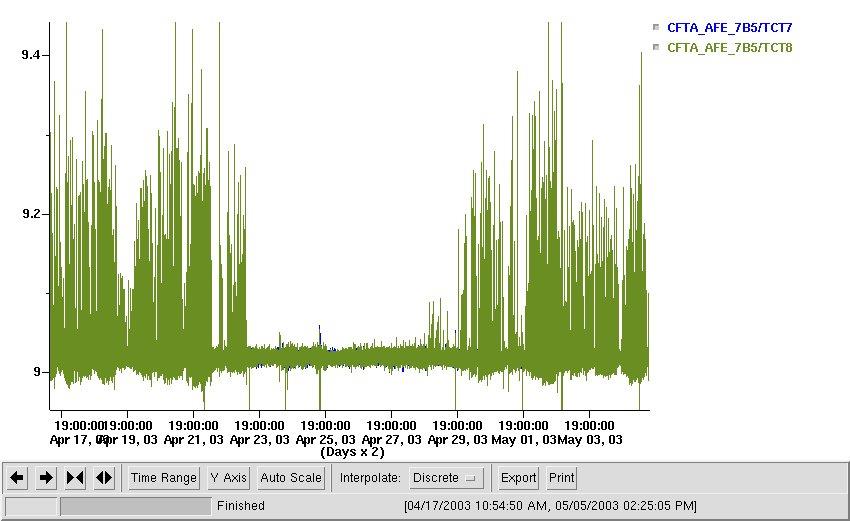 CFTA_AFE_7B5/TCT7
CFTA_AFE_7B5/TCT8
9.4
9.2
9
19:00:00 19:00:00 19:00:00 19:00:00 19:00:00 19:00:00 19:00:00 19:00:00 19:00:00
Apr 17, 03 Apr 19, 03 Apr 21, 03 Apr 23, 03 Apr 25, 03 Apr 27, 03 Apr 29, 03 May 01, 03 May 03, 03
(Days x 2)
Time Range Y Axis Auto Scale Interpolate: Discrete Export Print
Finished [04/17/2003 10:54:50 AM, 05/05/2003 02:25:05 PM]